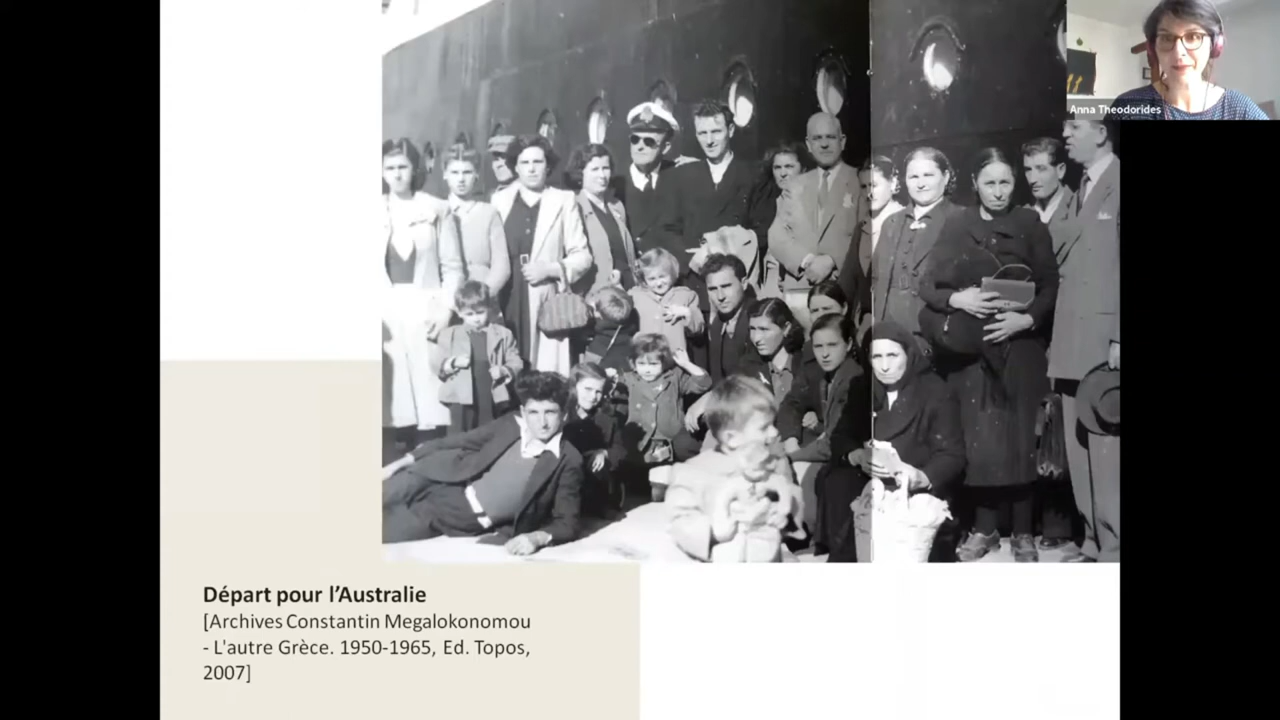 Anna Theodorides
Départ pour l'Australie
[Archives Constantin Megalokonomou
- L'autre Grèce. 1950-1965, Ed. Topos,
2007]